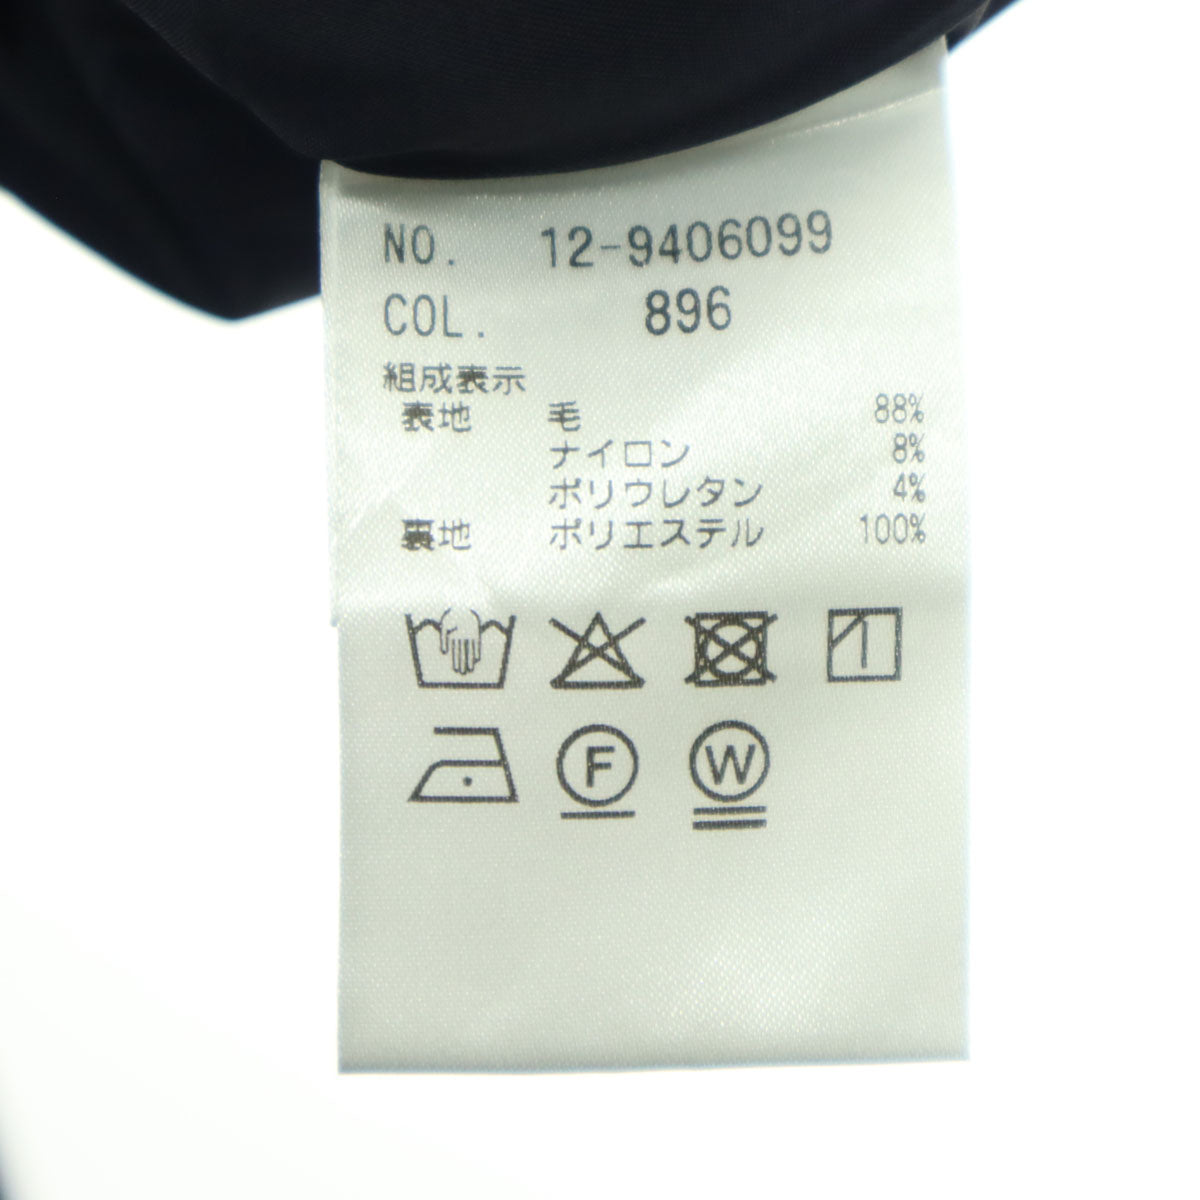 NO. 12-9406099
COL. 896
組成表示
表地 毛 88%
ナイロン 8%
ポリウレタン 4%
裏地 ポリエステル 100%
F W